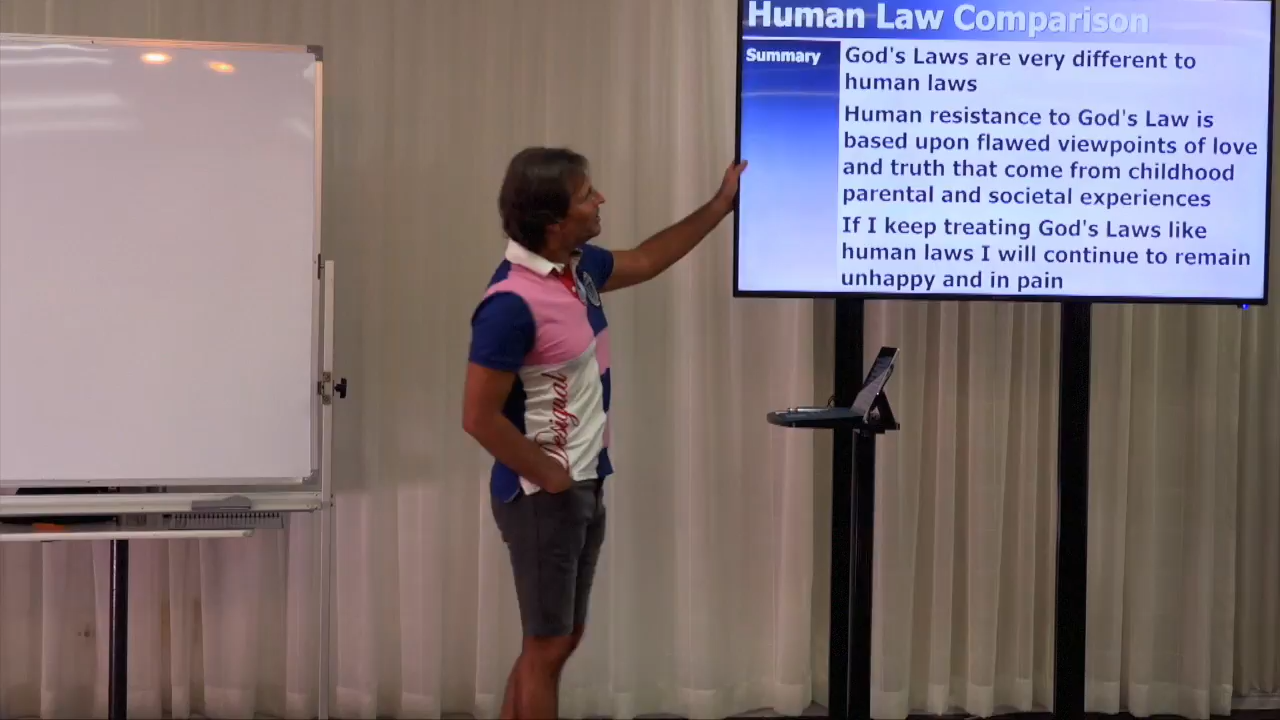 Human Law Comparison
Summary
God's Laws are very different to
human laws
Human resistance to God's Law is
based upon flawed viewpoints of love
and truth that come from childhood
parental and societal experiences
If I keep treating God's Laws like
human laws I will continue to remain
unhappy and in pain
Desigual